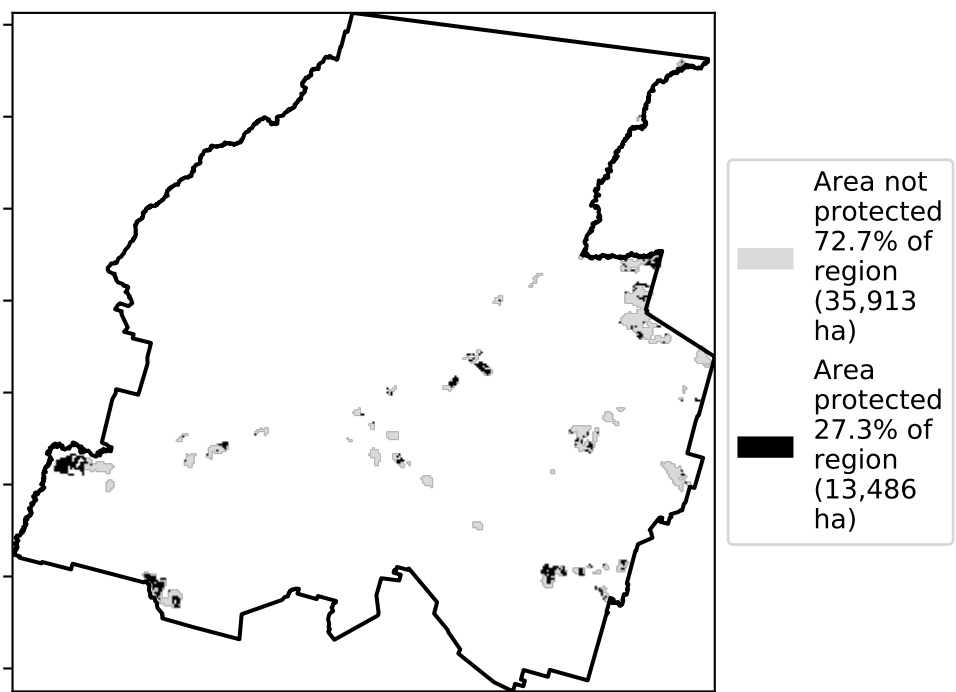 Area not
protected
72.7% of
region
(35,913
ha)
Area
protected
27.3% of
region
(13,486
ha)